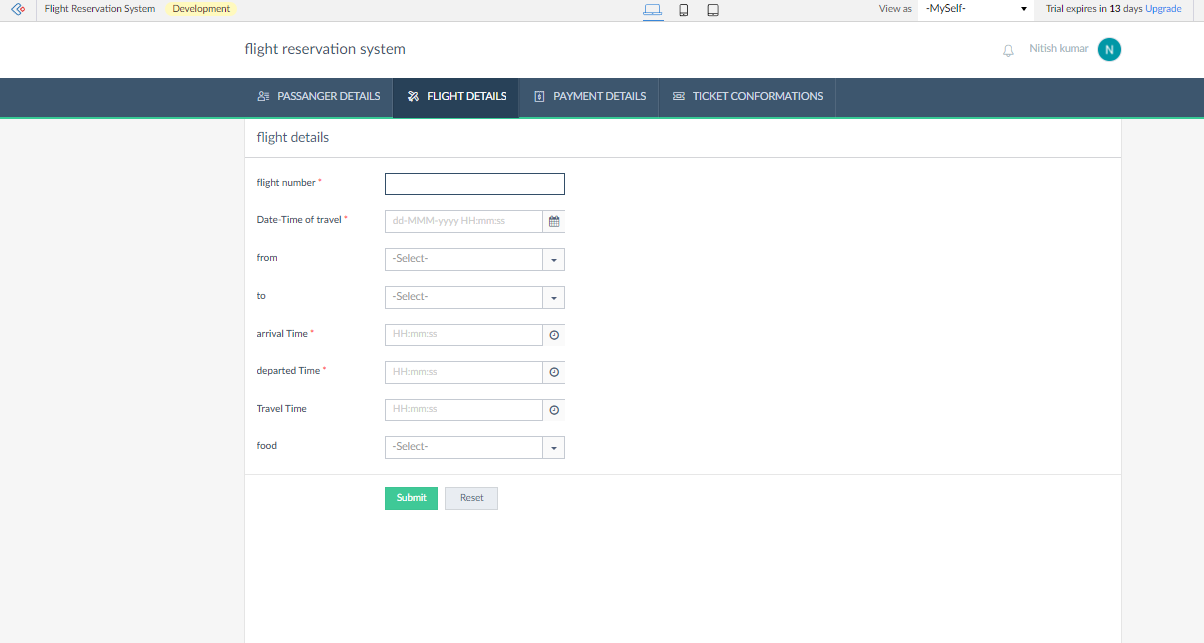 Flight Reservation System Development View as -MySelf- Trial expires in 13 days Upgrade
flight reservation system Nitish kumar N
PASSANGER DETAILS FLIGHT DETAILS PAYMENT DETAILS TICKET CONFORMATIONS
flight details
flight number *
Date-Time of travel * dd-MMM-yyyy HH:mm:ss
from -Select-
to -Select-
arrival Time * HH:mm:ss
departed Time * HH:mm:ss
Travel Time HH:mm:ss
food -Select-
Submit Reset